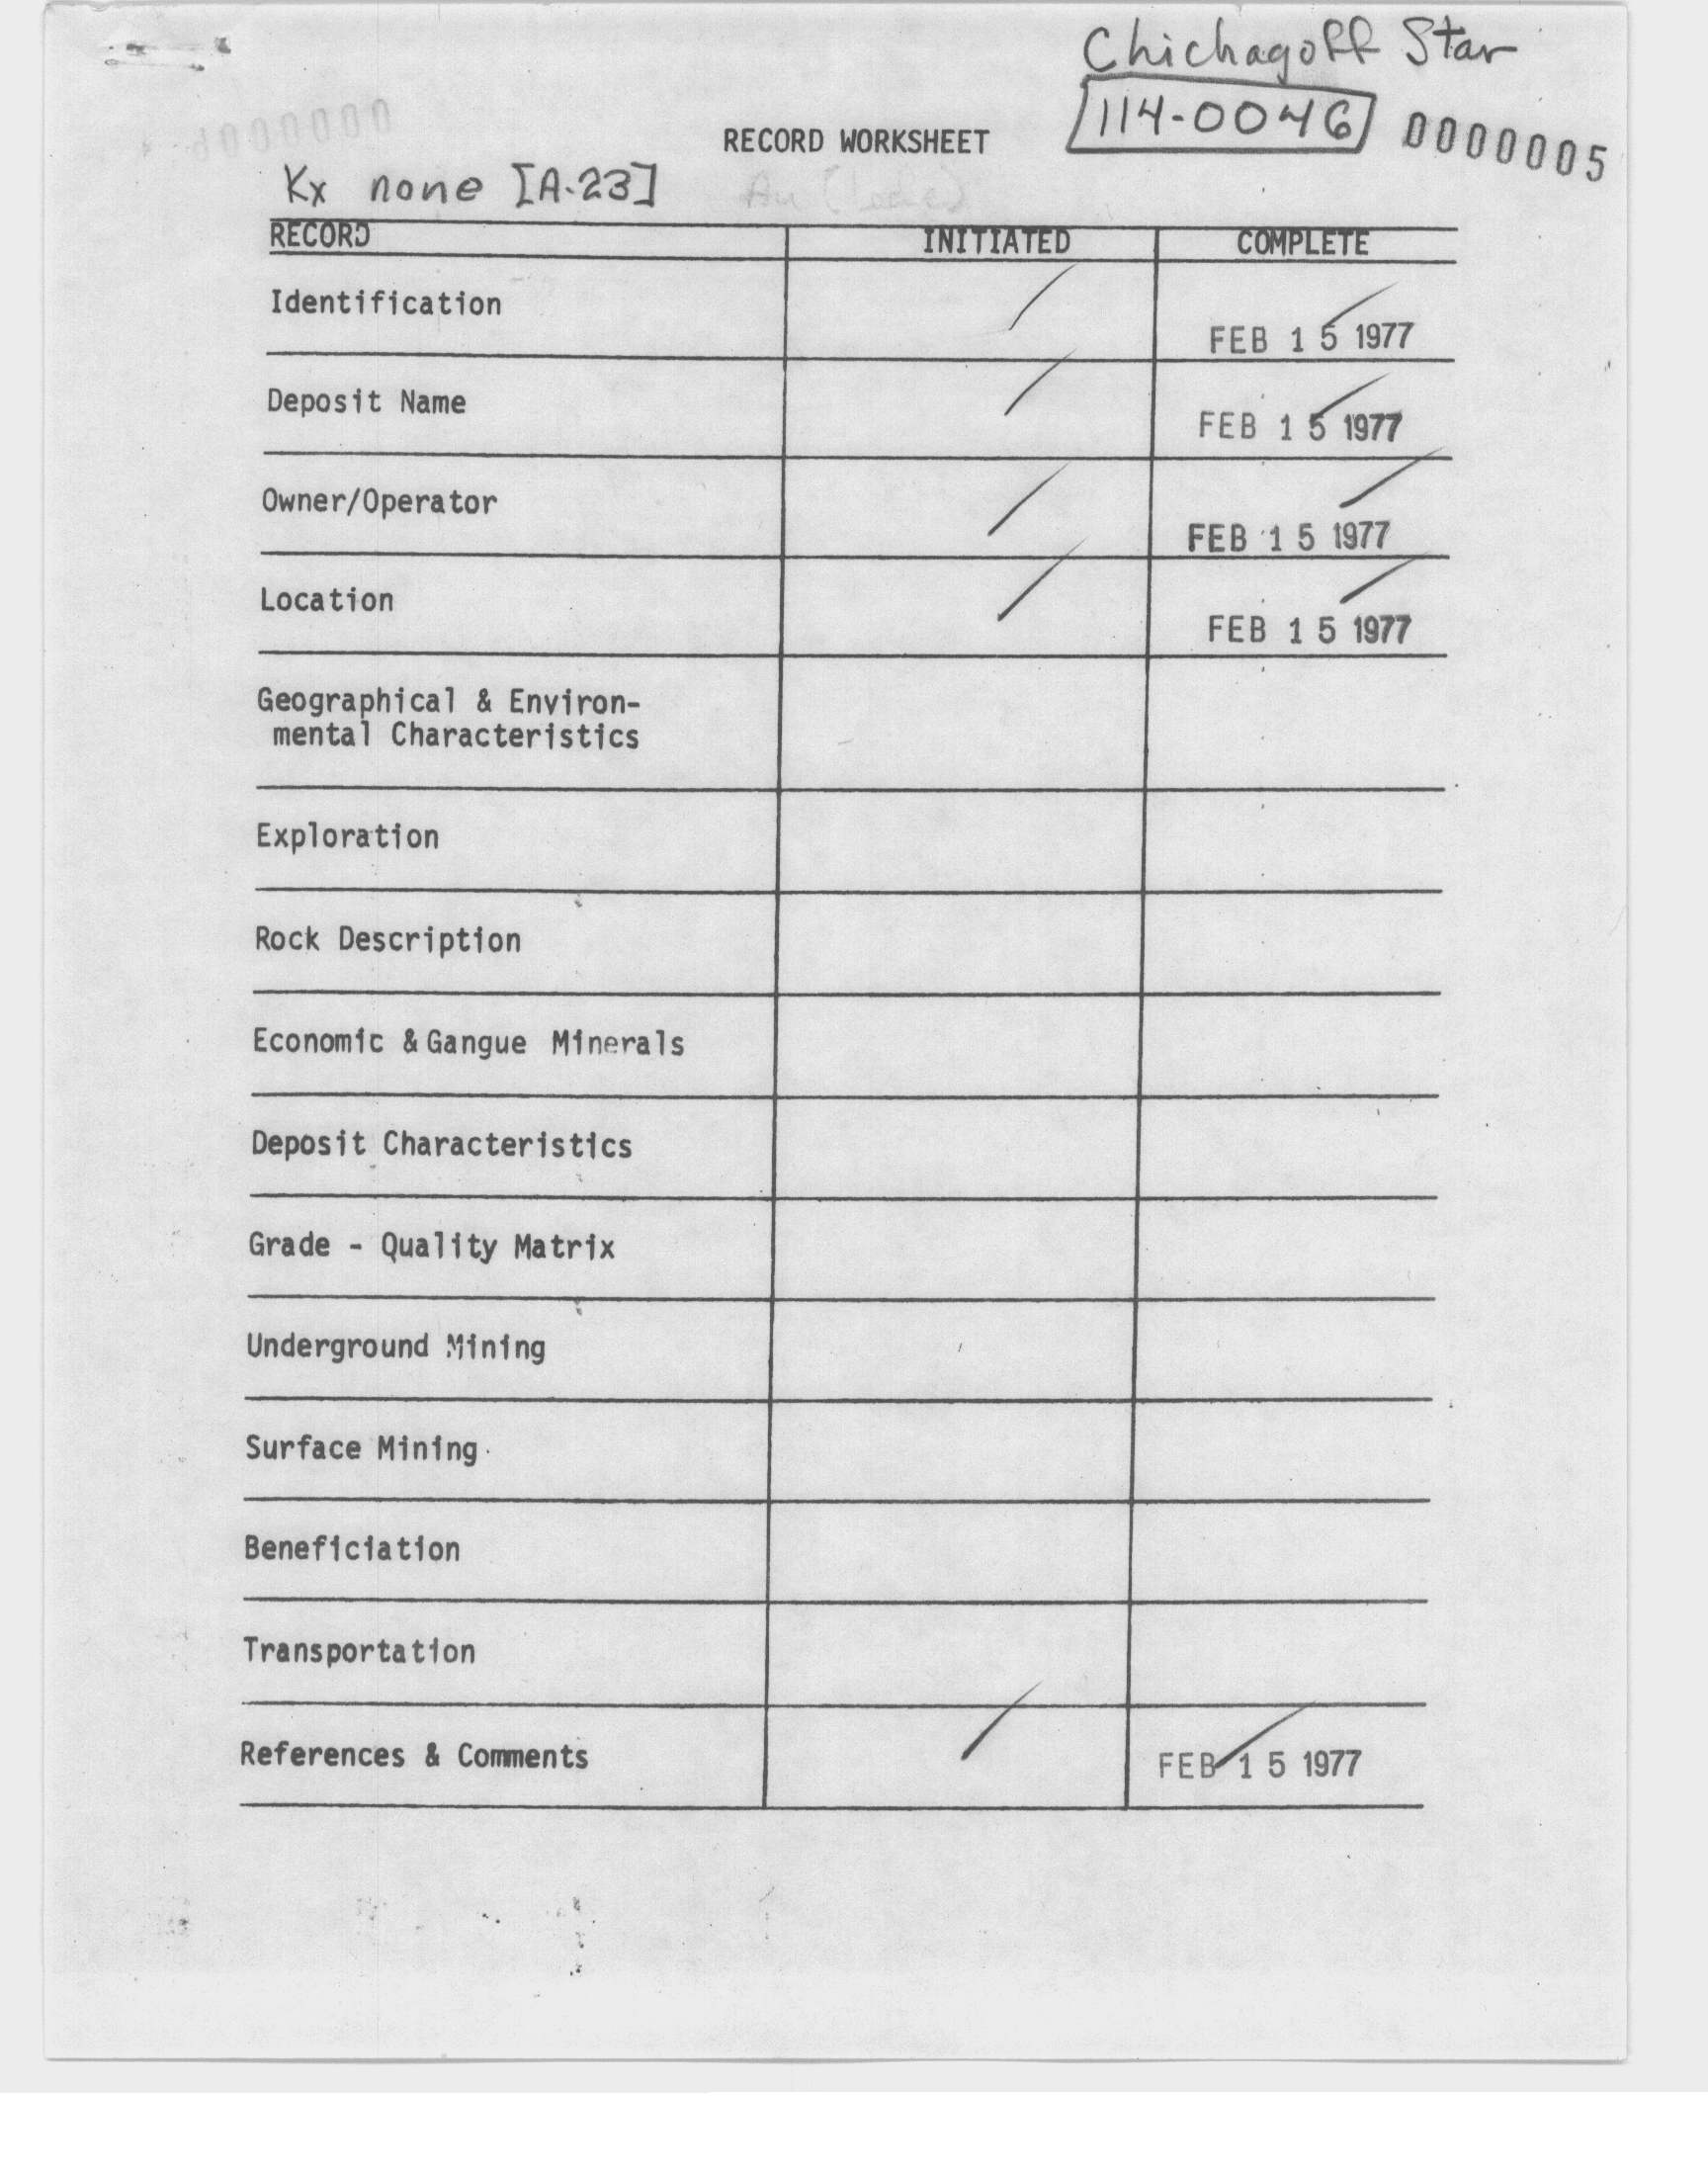 Chichagoff Star
114-0046 0000005
RECORD WORKSHEET
Kx none [A-23]
RECORD INITIATED COMPLETE
Identification FEB 15 1977
Deposit Name FEB 15 1977
Owner/Operator FEB 15 1977
Location FEB 15 1977
Geographical & Environ-
mental Characteristics
Exploration
Rock Description
Economic & Gangue Minerals
Deposit Characteristics
Grade - Quality Matrix
Underground Mining
Surface Mining
Beneficiation
Transportation
References & Comments FEB 15 1977